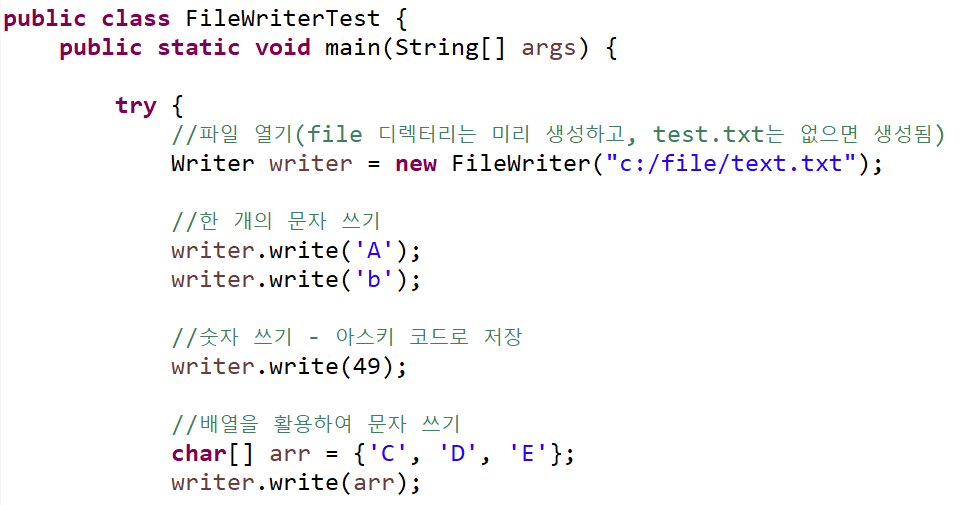 public class FileWriterTest {
public static void main(String[] args) {
try {
//파일 열기(file 디렉터리는 미리 생성하고, test.txt는 없으면 생성됨)
Writer writer = new FileWriter("c:/file/text.txt");
//한 개의 문자 쓰기
writer.write('A');
writer.write('b');
//숫자 쓰기 - 아스키 코드로 저장
writer.write(49);
//배열을 활용하여 문자 쓰기
char[] arr = {'C', 'D', 'E'};
writer.write(arr);